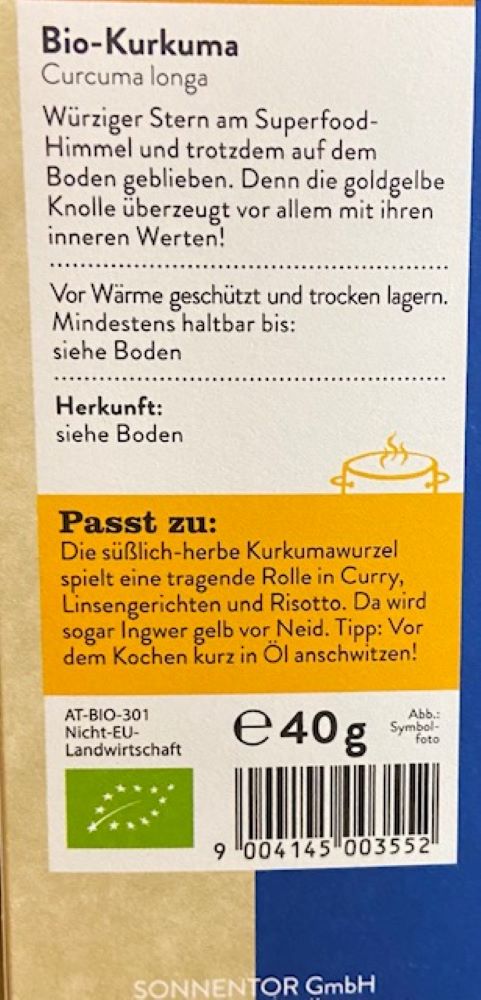 Bio-Kurkuma
Curcuma longa
Würziger Stern am Superfood-
Himmel und trotzdem auf dem
Boden geblieben. Denn die goldgelbe
Knolle überzeugt vor allem mit ihren
inneren Werten!
Vor Wärme geschützt und trocken lagern.
Mindestens haltbar bis:
siehe Boden
Herkunft:
siehe Boden
Passt zu:
Die süßlich-herbe Kurkumawurzel
spielt eine tragende Rolle in Curry,
Linsengerichten und Risotto. Da wird
sogar Ingwer gelb vor Neid. Tipp: Vor
dem Kochen kurz in Öl anschwitzen!
AT-BIO-301
Nicht-EU-
Landwirtschaft
℮40g
Abb.:
Symbol-
foto
9 004145 003552
SONNENTOR GmbH